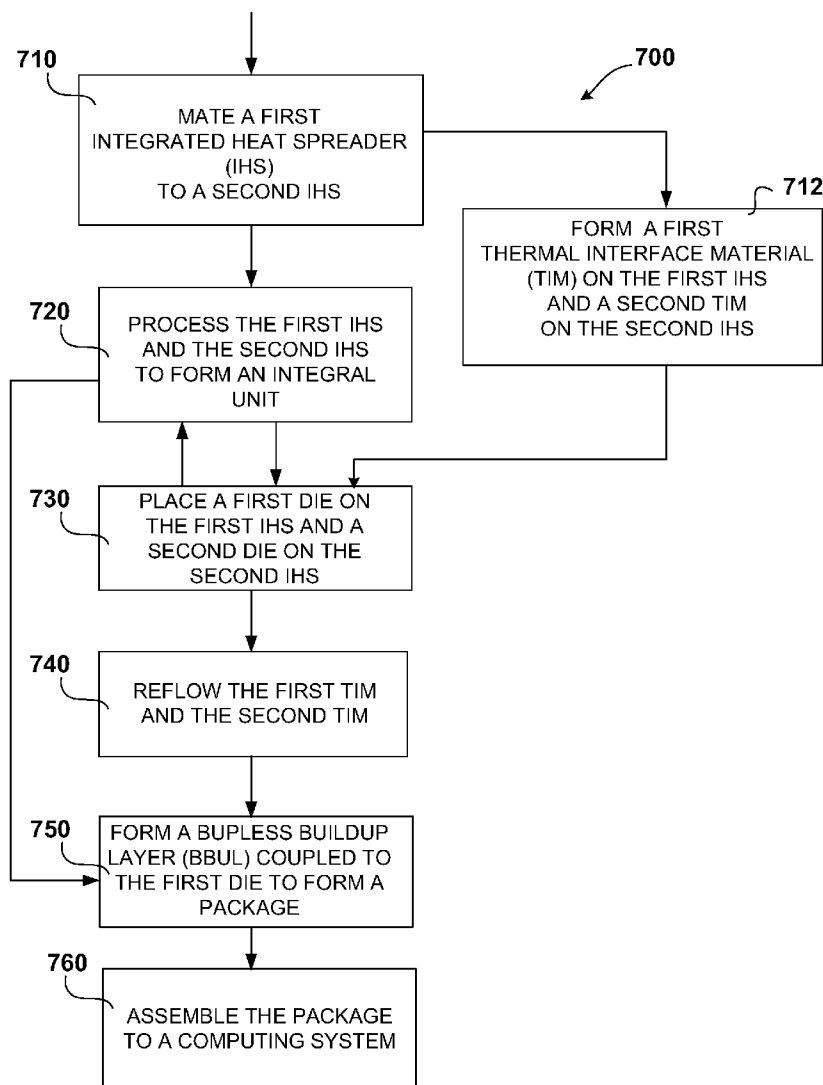 710
700
MATE A FIRST
INTEGRATED HEAT SPREADER
(IHS)
TO A SECOND IHS
712
FORM A FIRST
THERMAL INTERFACE MATERIAL
(TIM) ON THE FIRST IHS
AND A SECOND TIM
ON THE SECOND IHS
720
PROCESS THE FIRST IHS
AND THE SECOND IHS
TO FORM AN INTEGRAL
UNIT
730
PLACE A FIRST DIE ON
THE FIRST IHS AND A
SECOND DIE ON THE
SECOND IHS
740
REFLOW THE FIRST TIM
AND THE SECOND TIM
750
FORM A BUPLESS BUILDUP
LAYER (BBUL) COUPLED TO
THE FIRST DIE TO FORM A
PACKAGE
760
ASSEMBLE THE PACKAGE
TO A COMPUTING SYSTEM